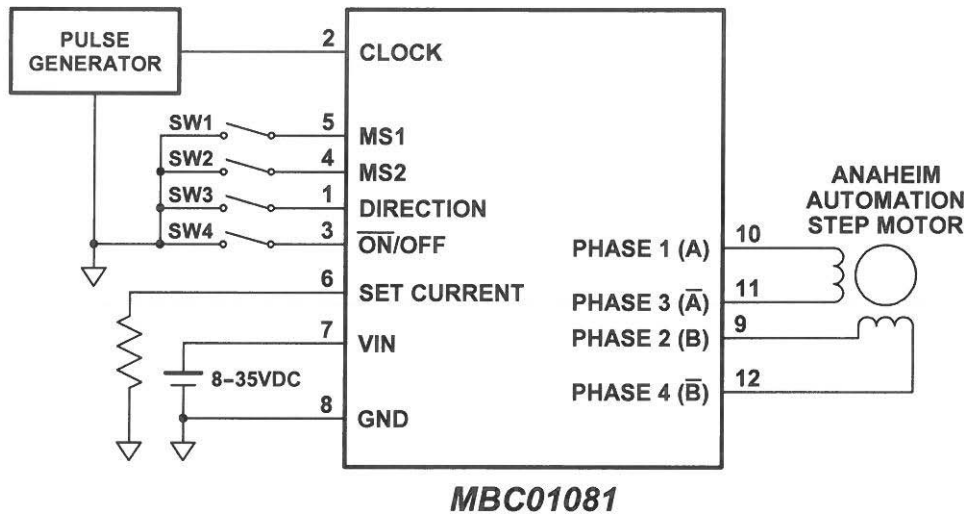 PULSE
GENERATOR
2
CLOCK
SW1
5
MS1
SW2
4
MS2
SW3
1
DIRECTION
SW4
3
O̅N̅/OFF
6
SET CURRENT
7
VIN
8–35VDC
8
GND
PHASE 1 (A)
10
PHASE 3 (A̅)
11
PHASE 2 (B)
9
PHASE 4 (B̅)
12
ANAHEIM
AUTOMATION
STEP MOTOR
MBC01081